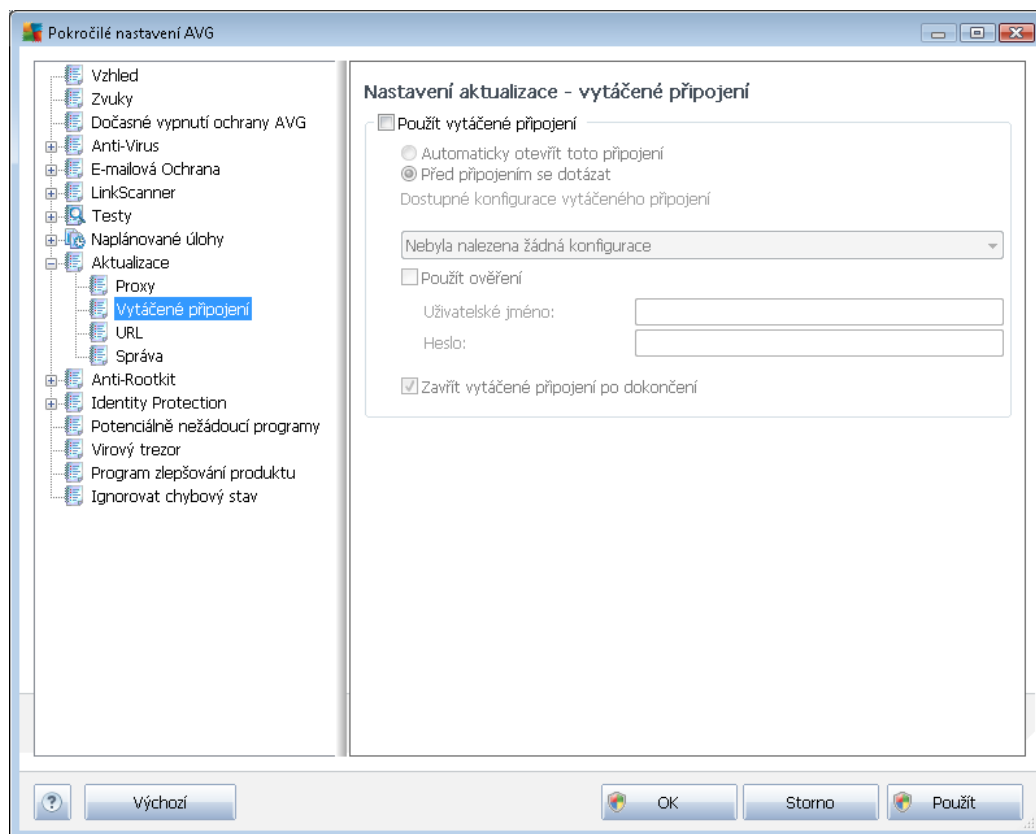 Pokročilé nastavení AVG
Vzhled
Zvuky
Dočasné vypnutí ochrany AVG
Anti-Virus
E-mailová Ochrana
LinkScanner
Testy
Naplánované úlohy
Aktualizace
Proxy
Vytáčené připojení
URL
Správa
Anti-Rootkit
Identity Protection
Potenciálně nežádoucí programy
Virový trezor
Program zlepšování produktu
Ignorovat chybový stav
Nastavení aktualizace - vytáčené připojení
Použít vytáčené připojení
Automaticky otevřít toto připojení
Před připojením se dotázat
Dostupné konfigurace vytáčeného připojení
Nebyla nalezena žádná konfigurace
Použít ověření
Uživatelské jméno:
Heslo:
Zavřít vytáčené připojení po dokončení
? Výchozí OK Storno Použít